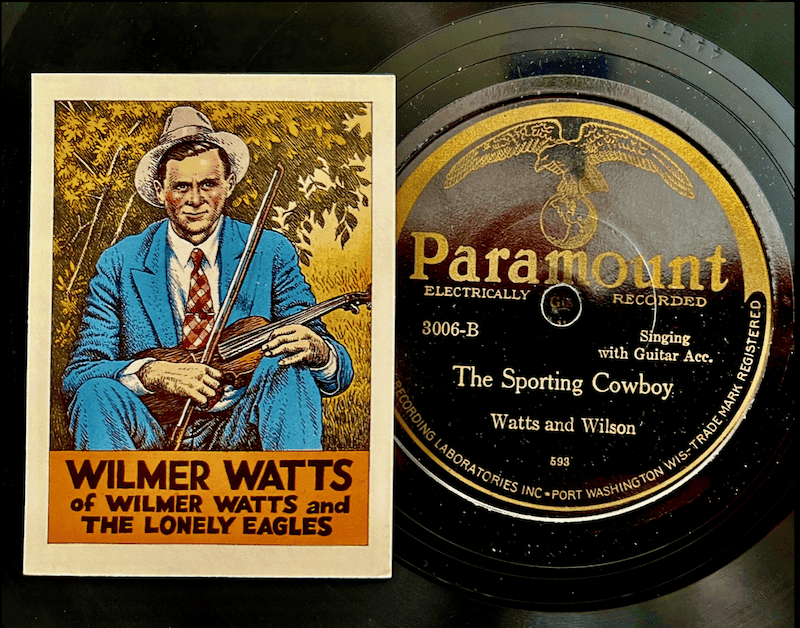 WILMER WATTS
of WILMER WATTS and
THE LONELY EAGLES
Paramount
ELECTRICALLY RECORDED
3006-B
Singing
with Guitar Acc.
The Sporting Cowboy
Watts and Wilson
593
RECORDING LABORATORIES INC • PORT WASHINGTON WIS - TRADE MARK REGISTERED